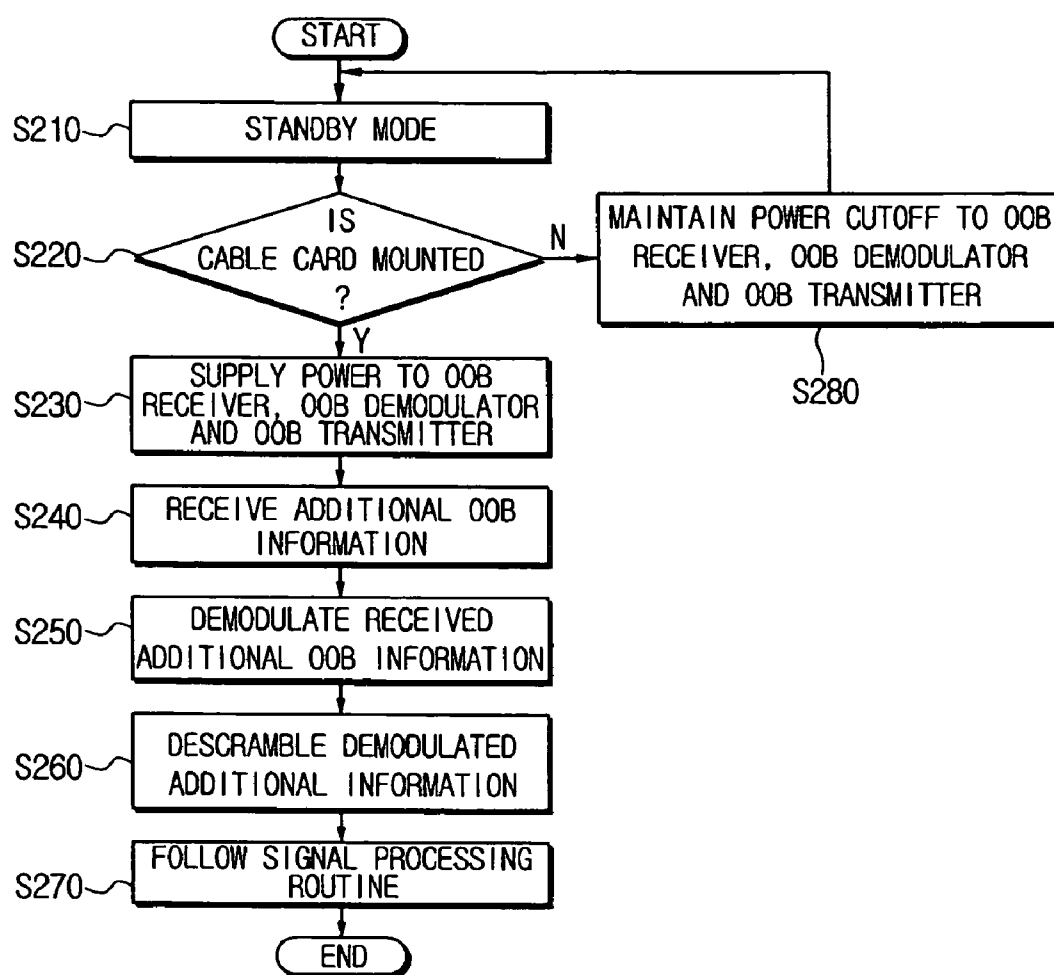 START
S210
STANDBY MODE
S220
IS
CABLE CARD MOUNTED
?
N
Y
MAINTAIN POWER CUTOFF TO OOB
RECEIVER, OOB DEMODULATOR
AND OOB TRANSMITTER
S280
S230
SUPPLY POWER TO OOB
RECEIVER, OOB DEMODULATOR
AND OOB TRANSMITTER
S240
RECEIVE ADDITIONAL OOB
INFORMATION
S250
DEMODULATE RECEIVED
ADDITIONAL OOB INFORMATION
S260
DESCRAMBLE DEMODULATED
ADDITIONAL INFORMATION
S270
FOLLOW SIGNAL PROCESSING
ROUTINE
END